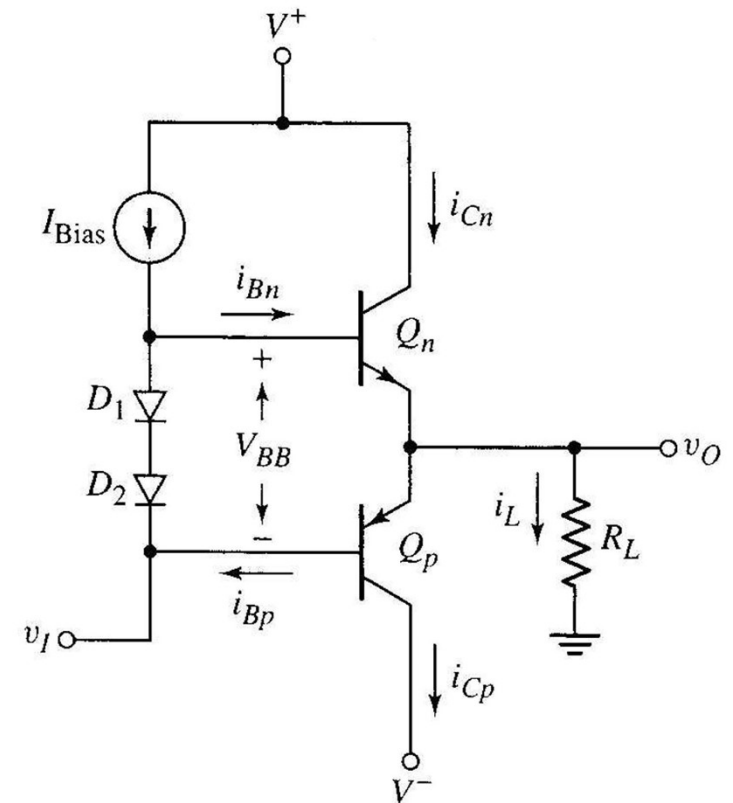 V⁺
I_Bias
i_Cn
i_Bn
Q_n
+
D₁
V_BB
D₂
−
i_L
v_O
R_L
Q_p
i_Bp
v_I
i_Cp
V⁻